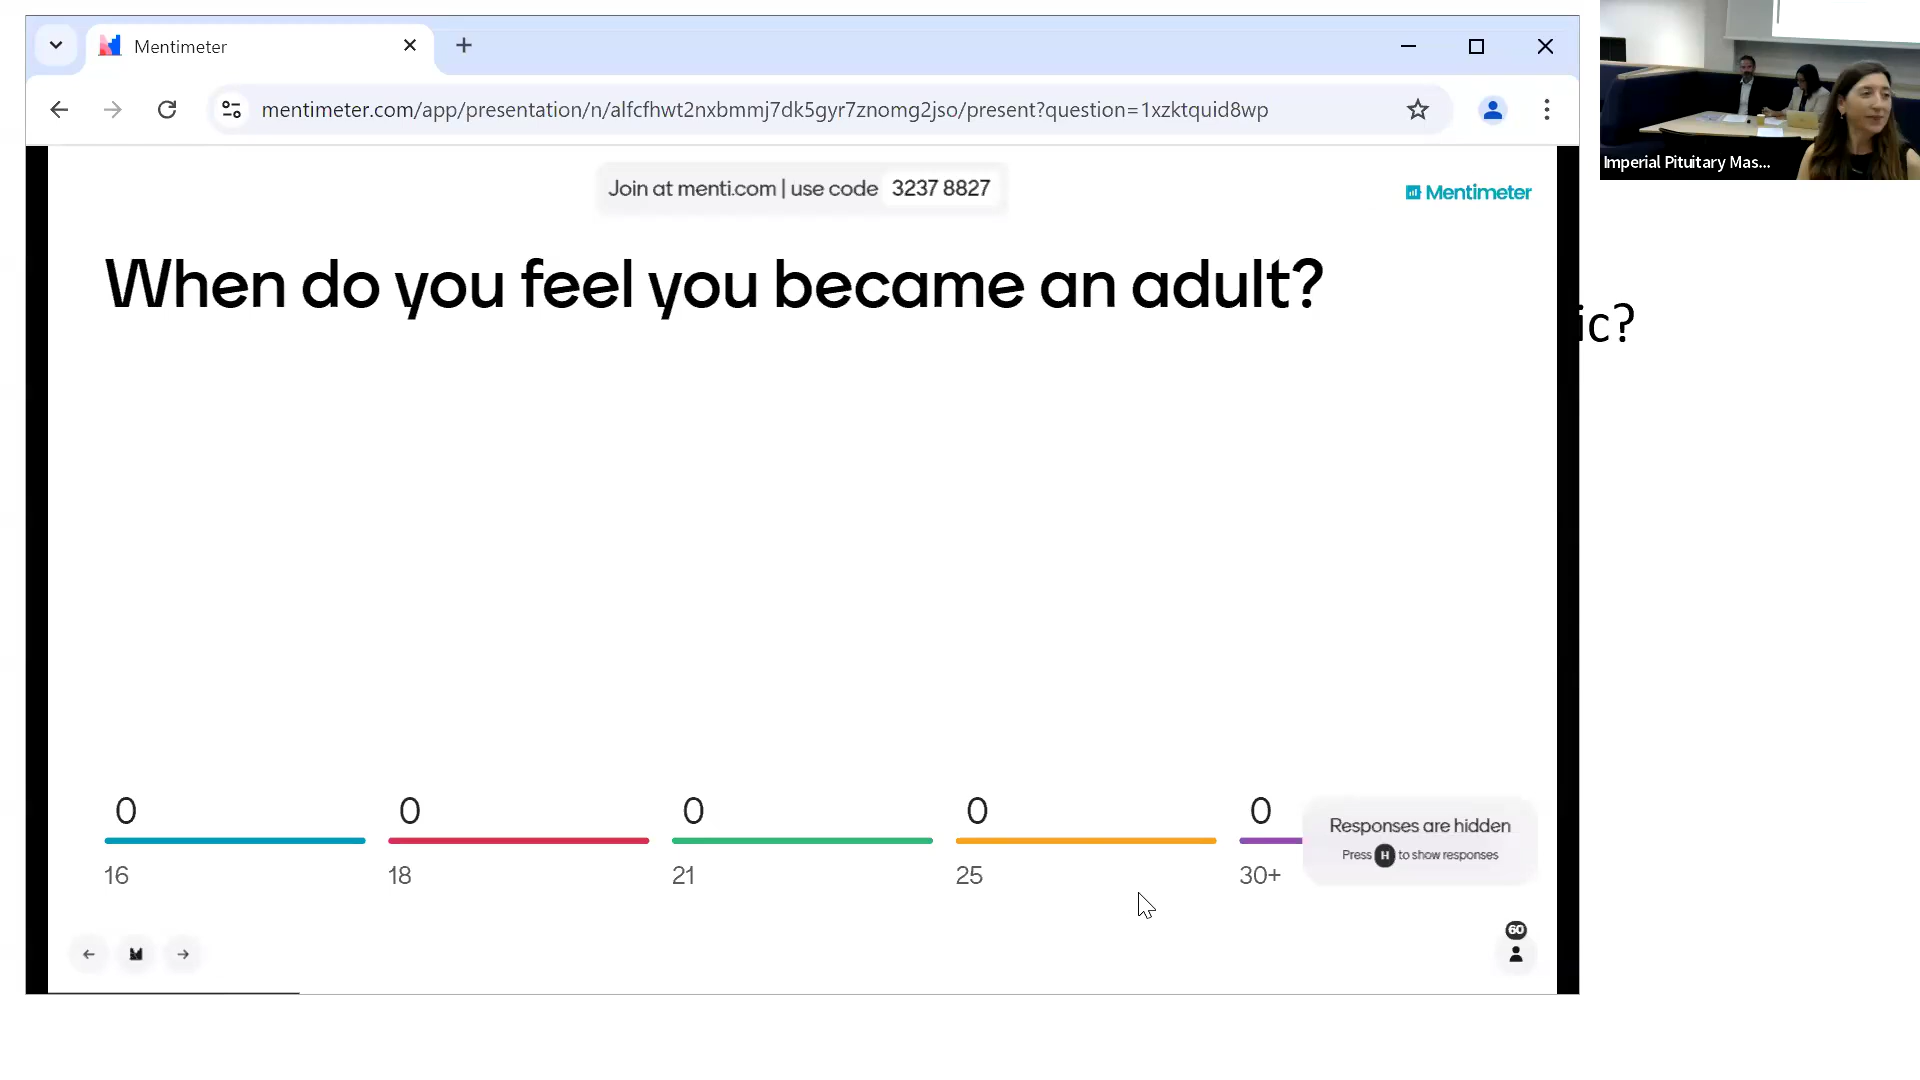 Mentimeter
mentimeter.com/app/presentation/n/alfcfhwt2nxbmmj7dk5gyr7znomg2jso/present?question=1xzktquid8wp
Imperial Pituitary Mas...
Join at menti.com | use code 3237 8827
Mentimeter
When do you feel you became an adult?
ic?
0 0 0 0 0
16 18 21 25 30+
Responses are hidden
Press H to show responses
60